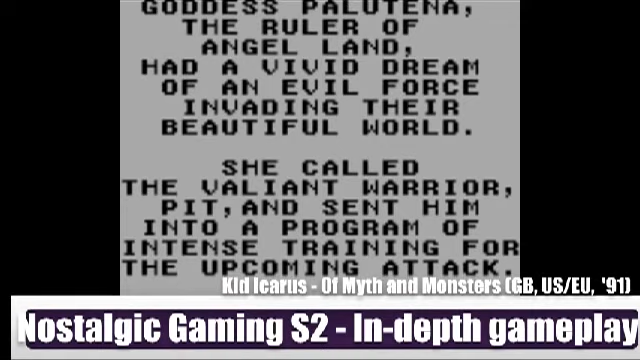 GODDESS PALUTENA,
THE RULER OF
ANGEL LAND,
HAD A VIVID DREAM
OF AN EVIL FORCE
INVADING THEIR
BEAUTIFUL WORLD.
SHE CALLED
THE VALIANT WARRIOR,
PIT,AND SENT HIM
INTO A PROGRAM OF
INTENSE TRAINING FOR
THE UPCOMING ATTACK.
Kid Icarus - Of Myth and Monsters (GB, US/EU, '91)
Nostalgic Gaming S2 - In-depth gameplay